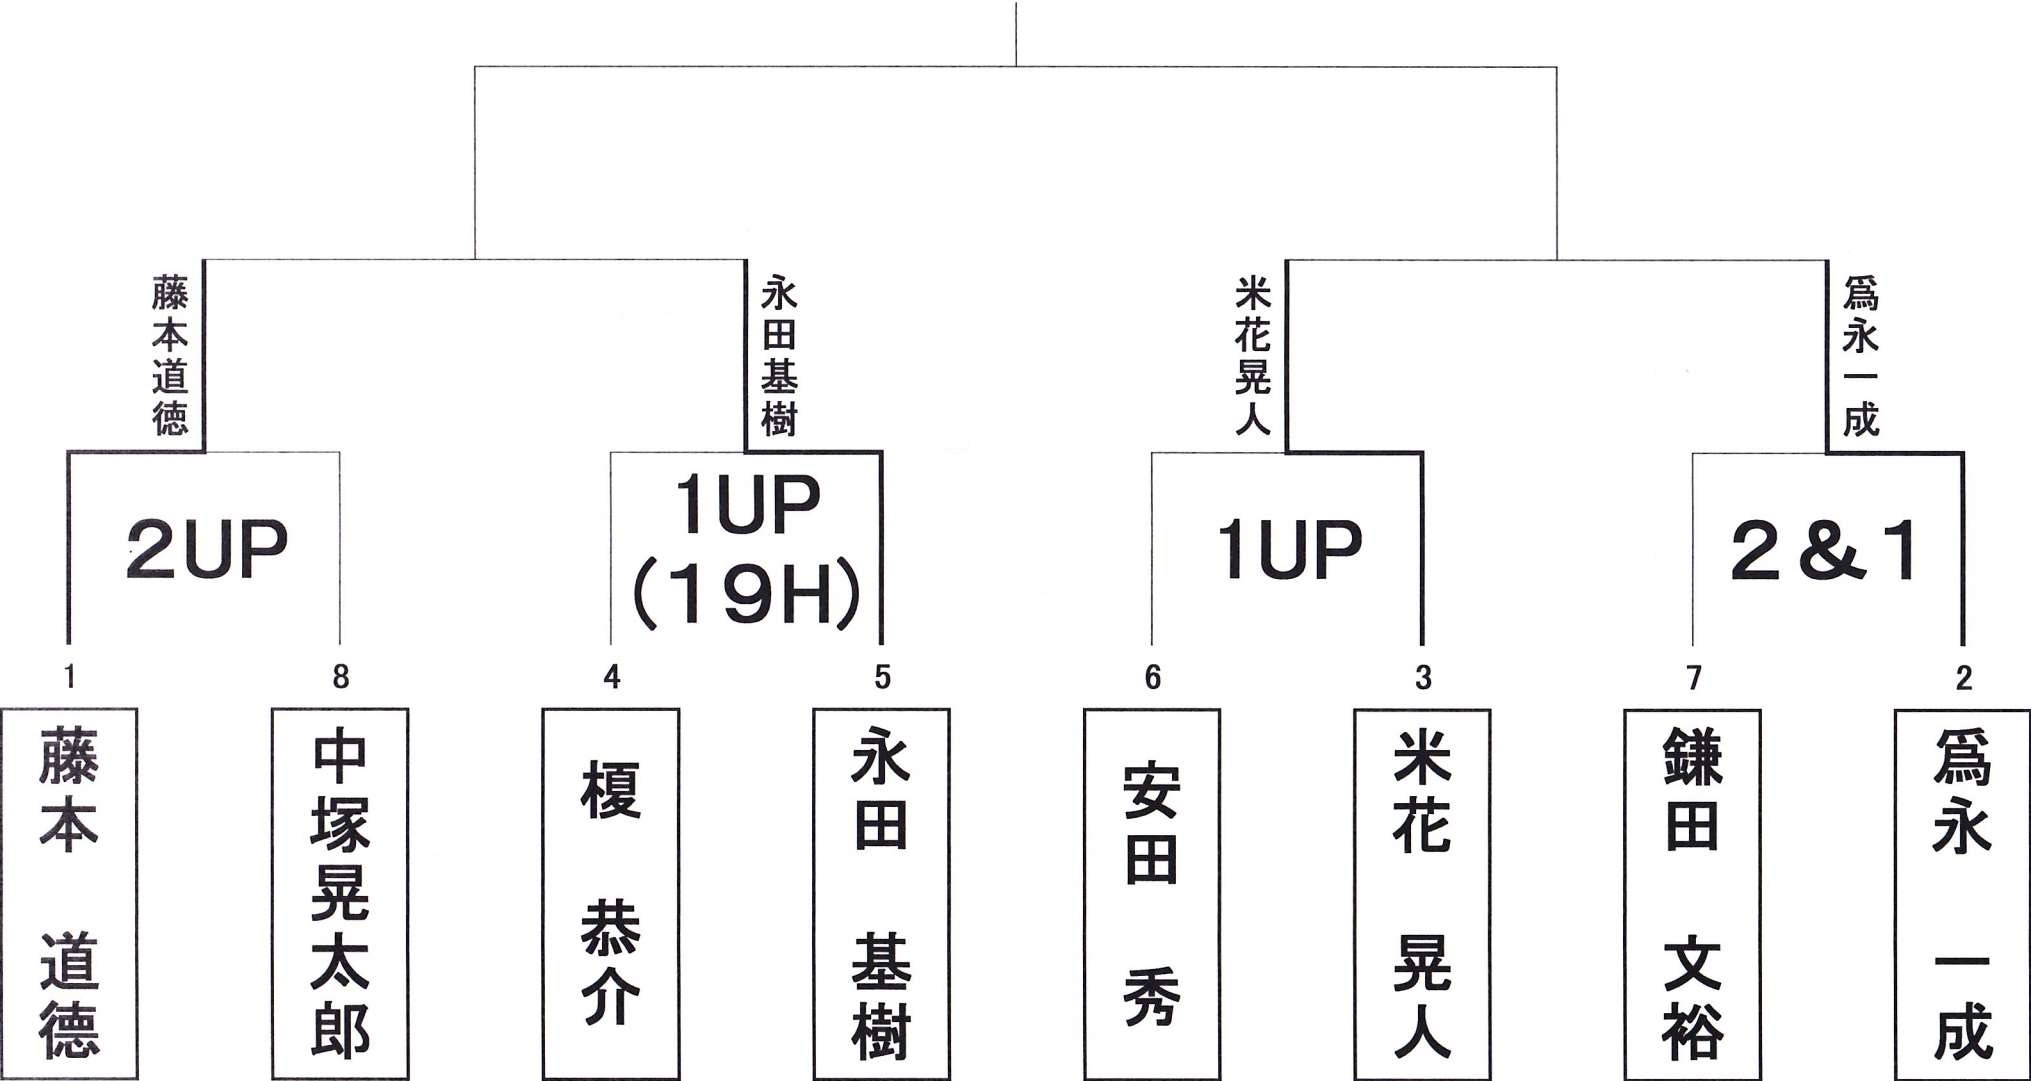 藤本道徳
永田基樹
米花晃人
爲永一成
2UP
1UP
(19H)
1UP
2&1
1
8
4
5
6
3
7
2
藤本 道徳
中塚晃太郎
榎 恭介
永田 基樹
安田 秀
米花 晃人
鎌田 文裕
爲永 一成